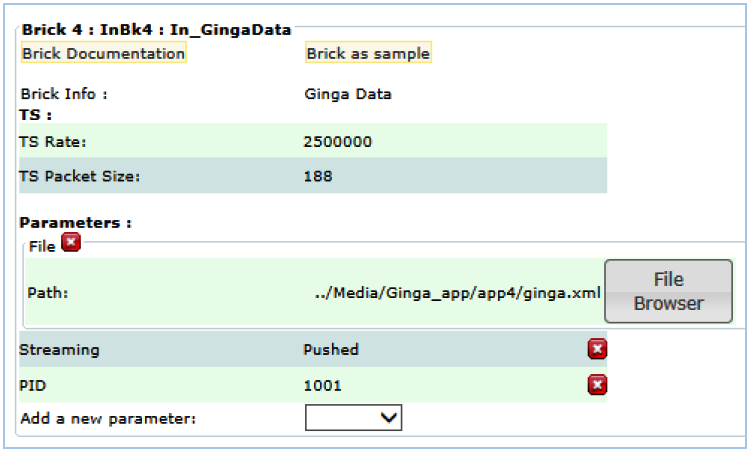 Brick 4 : InBk4 : In_GingaData
Brick Documentation Brick as sample
Brick Info : Ginga Data
TS :
TS Rate: 2500000
TS Packet Size: 188
Parameters :
File
Path: ../Media/Ginga_app/app4/ginga.xml File Browser
Streaming Pushed
PID 1001
Add a new parameter: